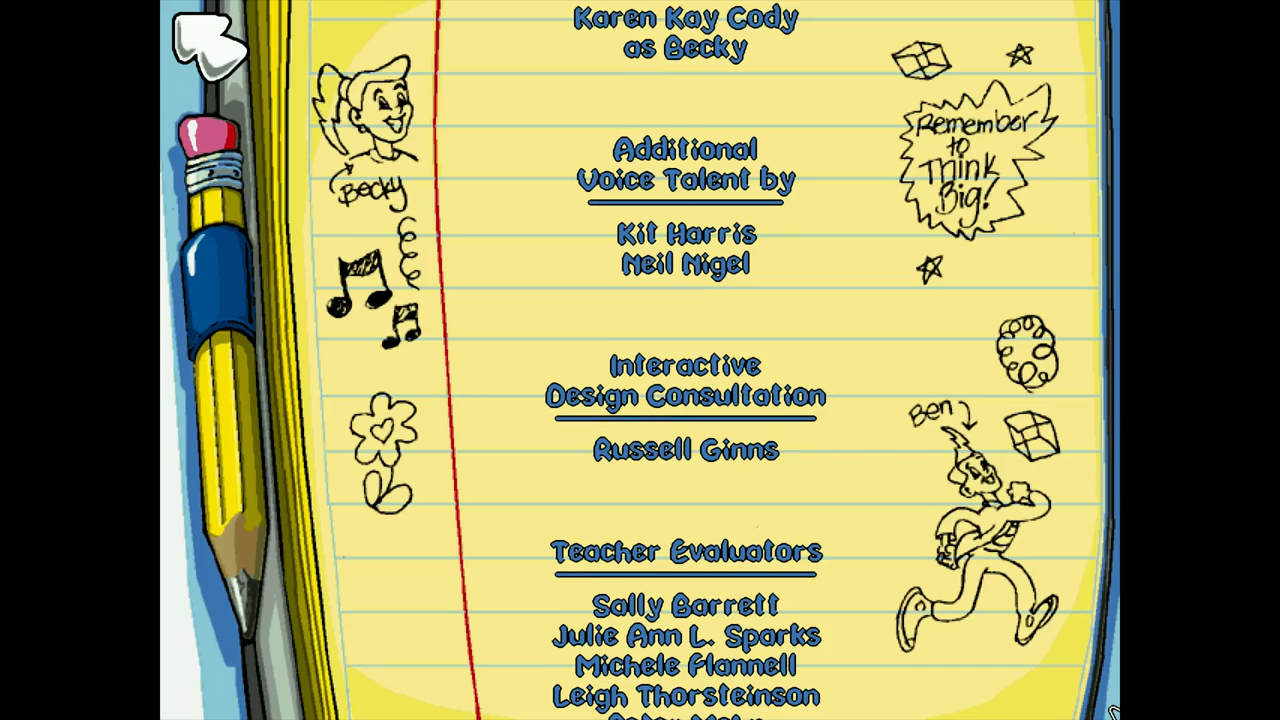 Karen Kay Cody
as Becky
Additional
Voice Talent by
Kit Harris
Neil Nigel
Interactive
Design Consultation
Russell Ginns
Teacher Evaluators
Sally Barrett
Julie Ann L. Sparks
Michele Flannell
Leigh Thorsteinson
Becky
Remember
to
Think
Big!
Ben